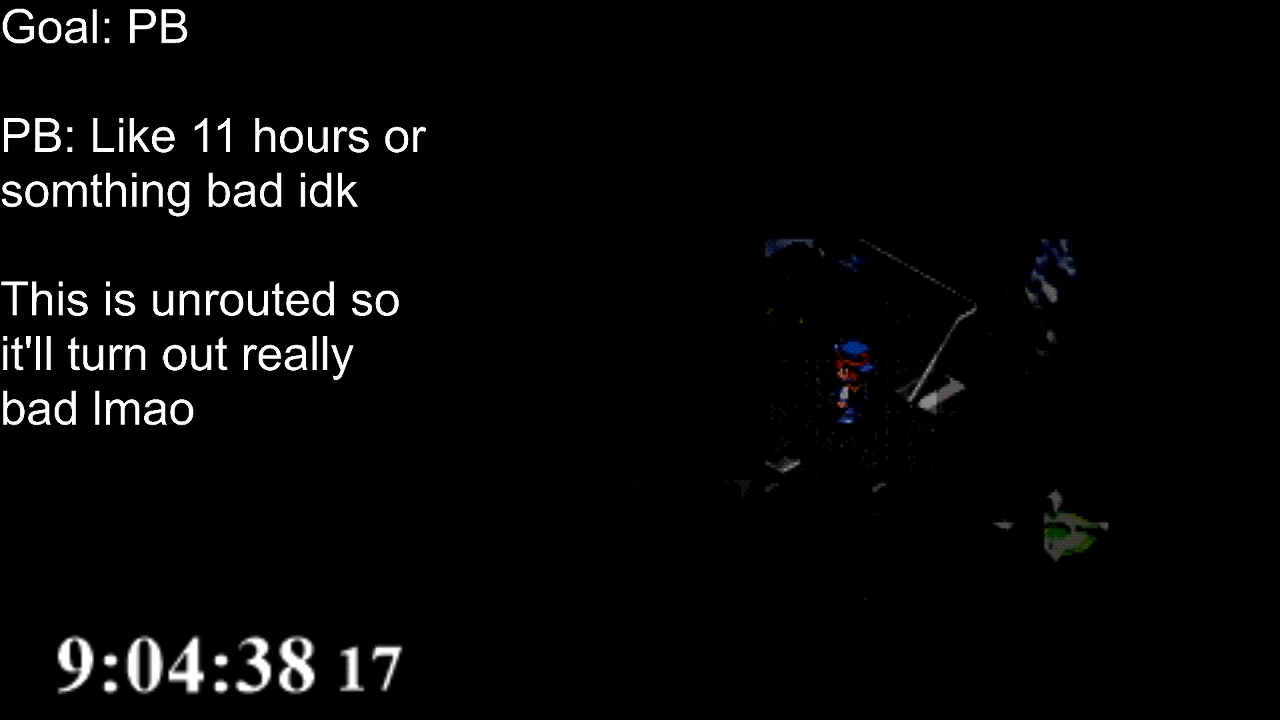 Goal: PB
PB: Like 11 hours or
somthing bad idk
This is unrouted so
it'll turn out really
bad lmao
9:04:38 17